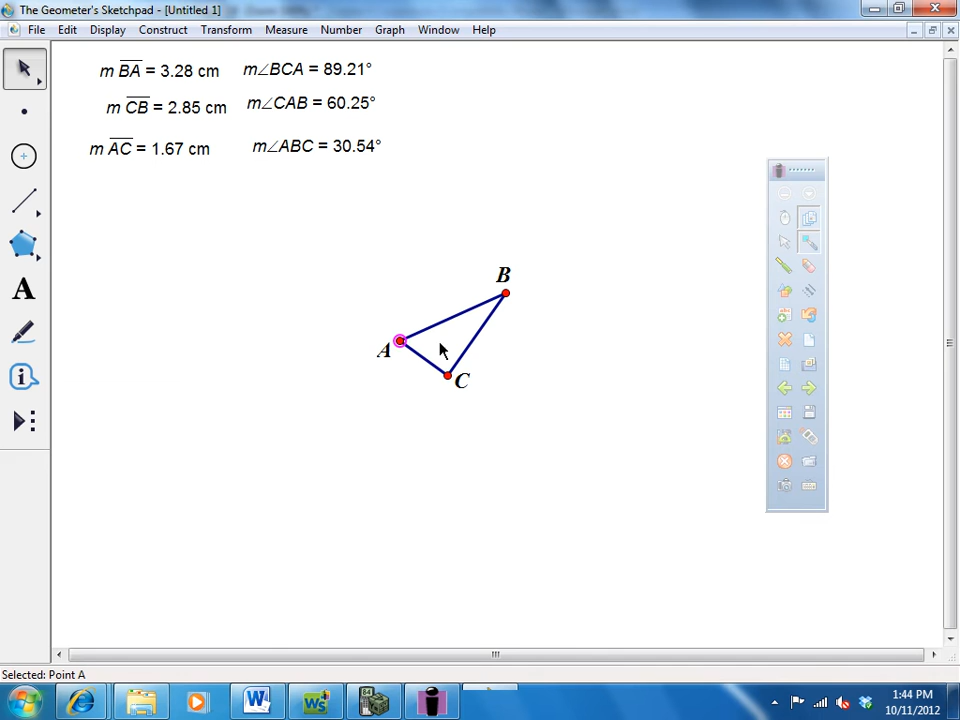 The Geometer's Sketchpad - [Untitled 1]
File Edit Display Construct Transform Measure Number Graph Window Help
m BA = 3.28 cm m∠BCA = 89.21°
m CB = 2.85 cm m∠CAB = 60.25°
m AC = 1.67 cm m∠ABC = 30.54°
B
A
C
A
Selected: Point A
W
Ws
84
1:44 PM
10/11/2012